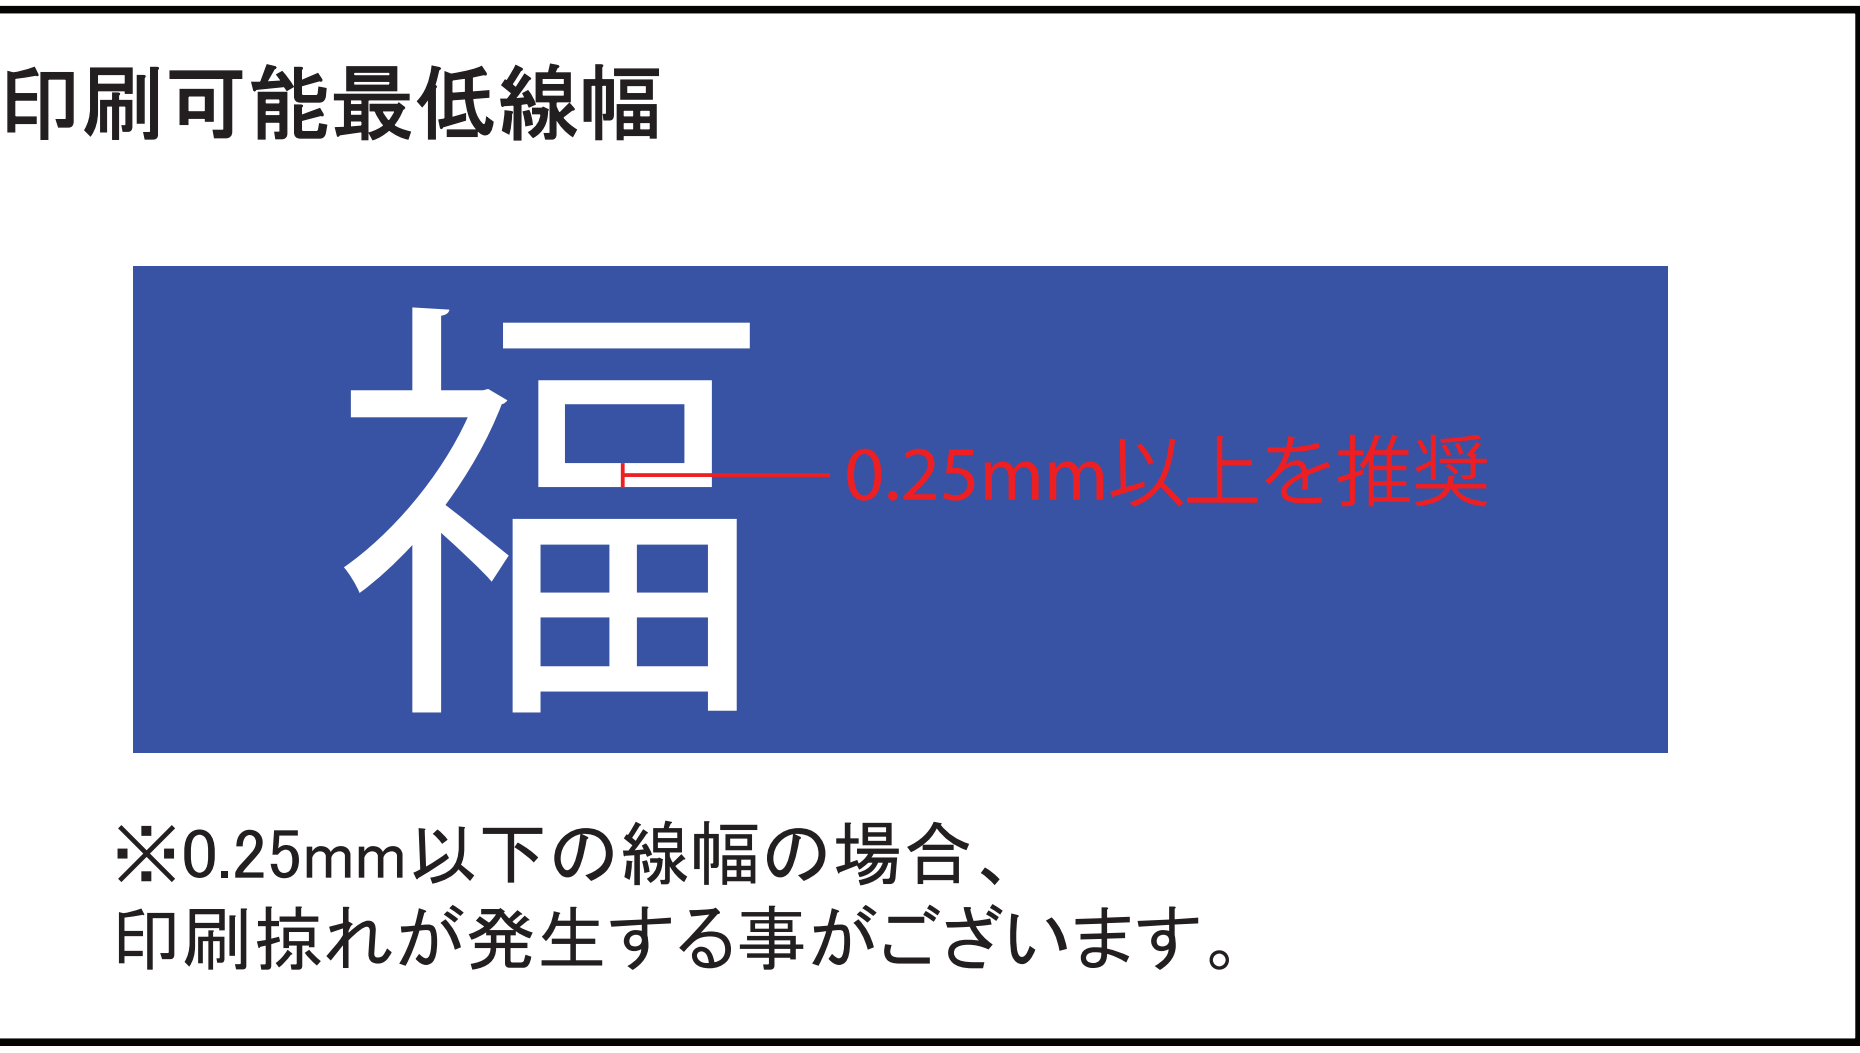 印刷可能最低線幅
福
0.25mm以上を推奨
※0.25mm以下の線幅の場合、
印刷掠れが発生する事がございます。